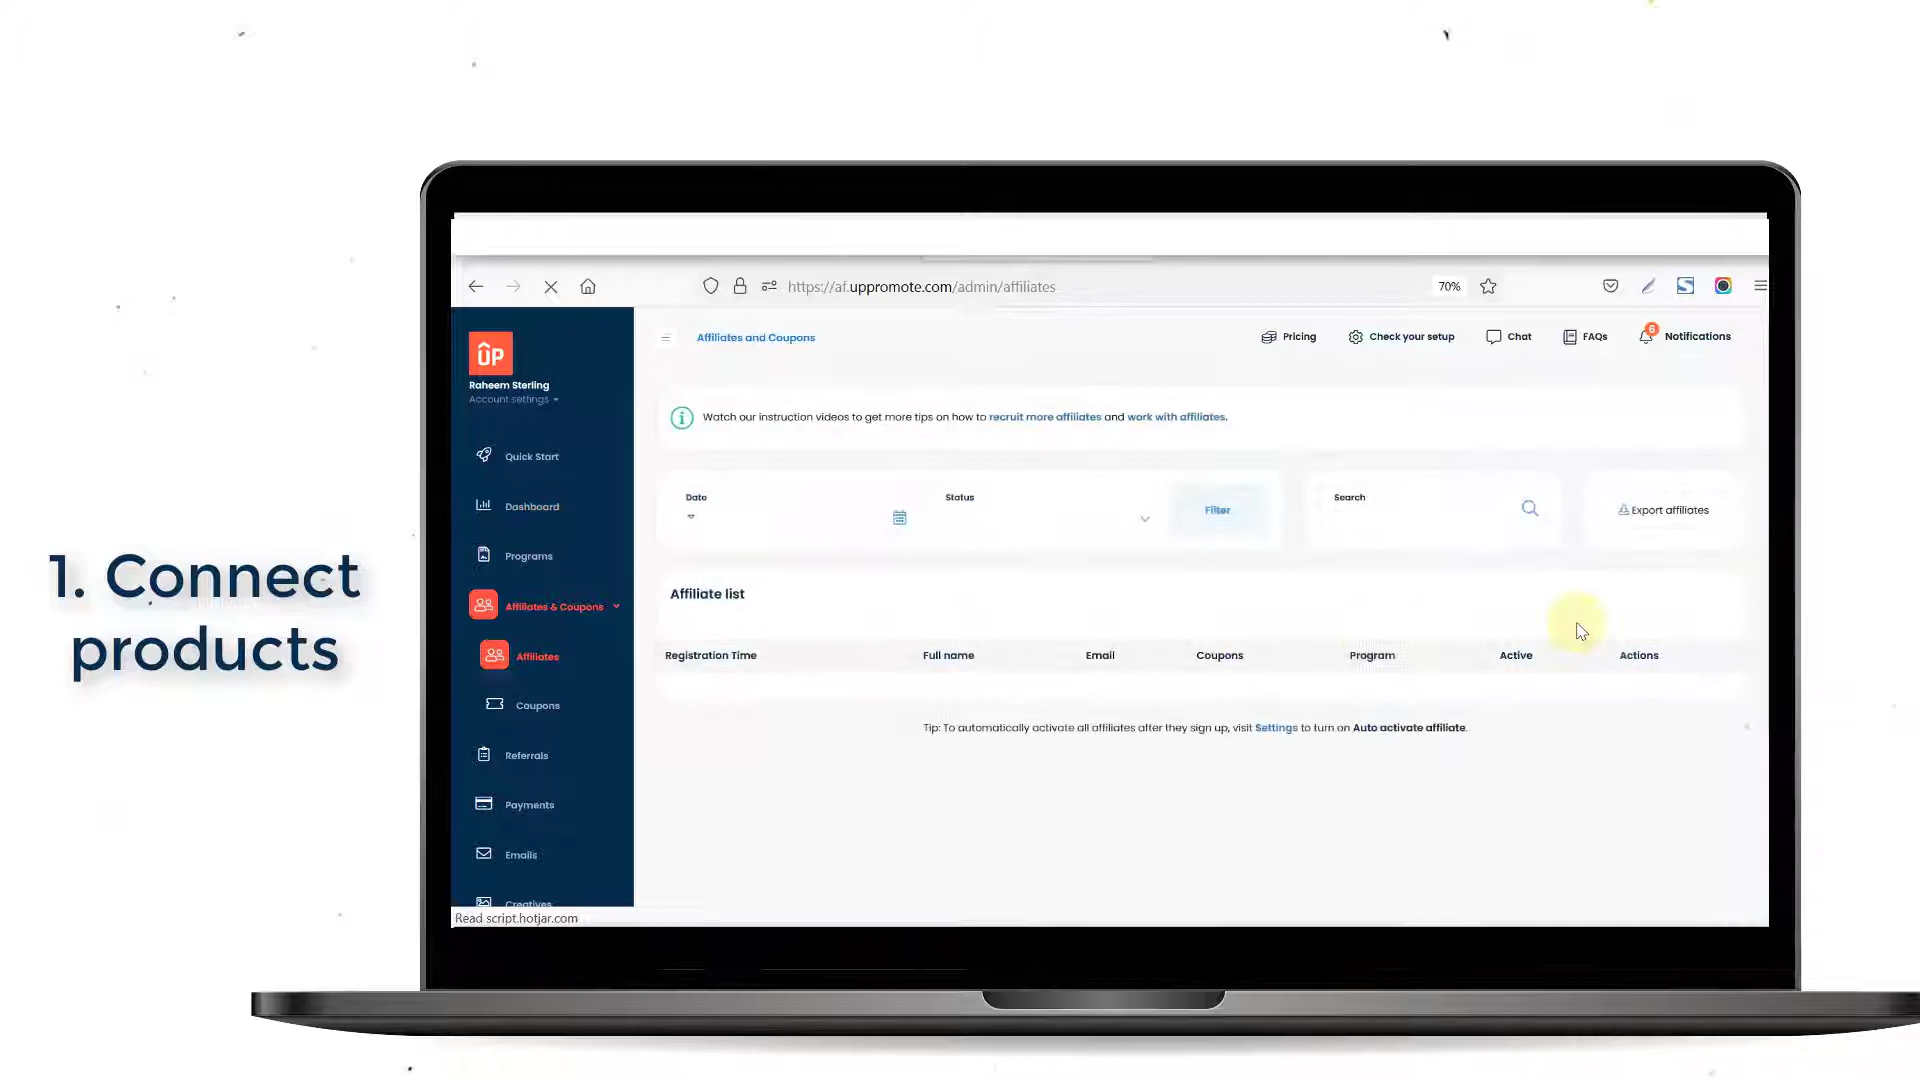 1. Connect
products
https://af.uppromote.com/admin/affiliates
70%
UP
Raheem Sterling
Account settings
Quick Start
Dashboard
Programs
Affiliates & Coupons
Affiliates
Coupons
Referrals
Payments
Emails
Creatives
Read script.hotjar.com
Affiliates and Coupons
Pricing
Check your setup
Chat
FAQs
6
Notifications
Watch our instruction videos to get more tips on how to recruit more affiliates and work with affiliates.
Date
Status
Filter
Search
Export affiliates
Affiliate list
Registration Time Full name Email Coupons Program Active Actions
Tip: To automatically activate all affiliates after they sign up, visit Settings to turn on Auto activate affiliate.